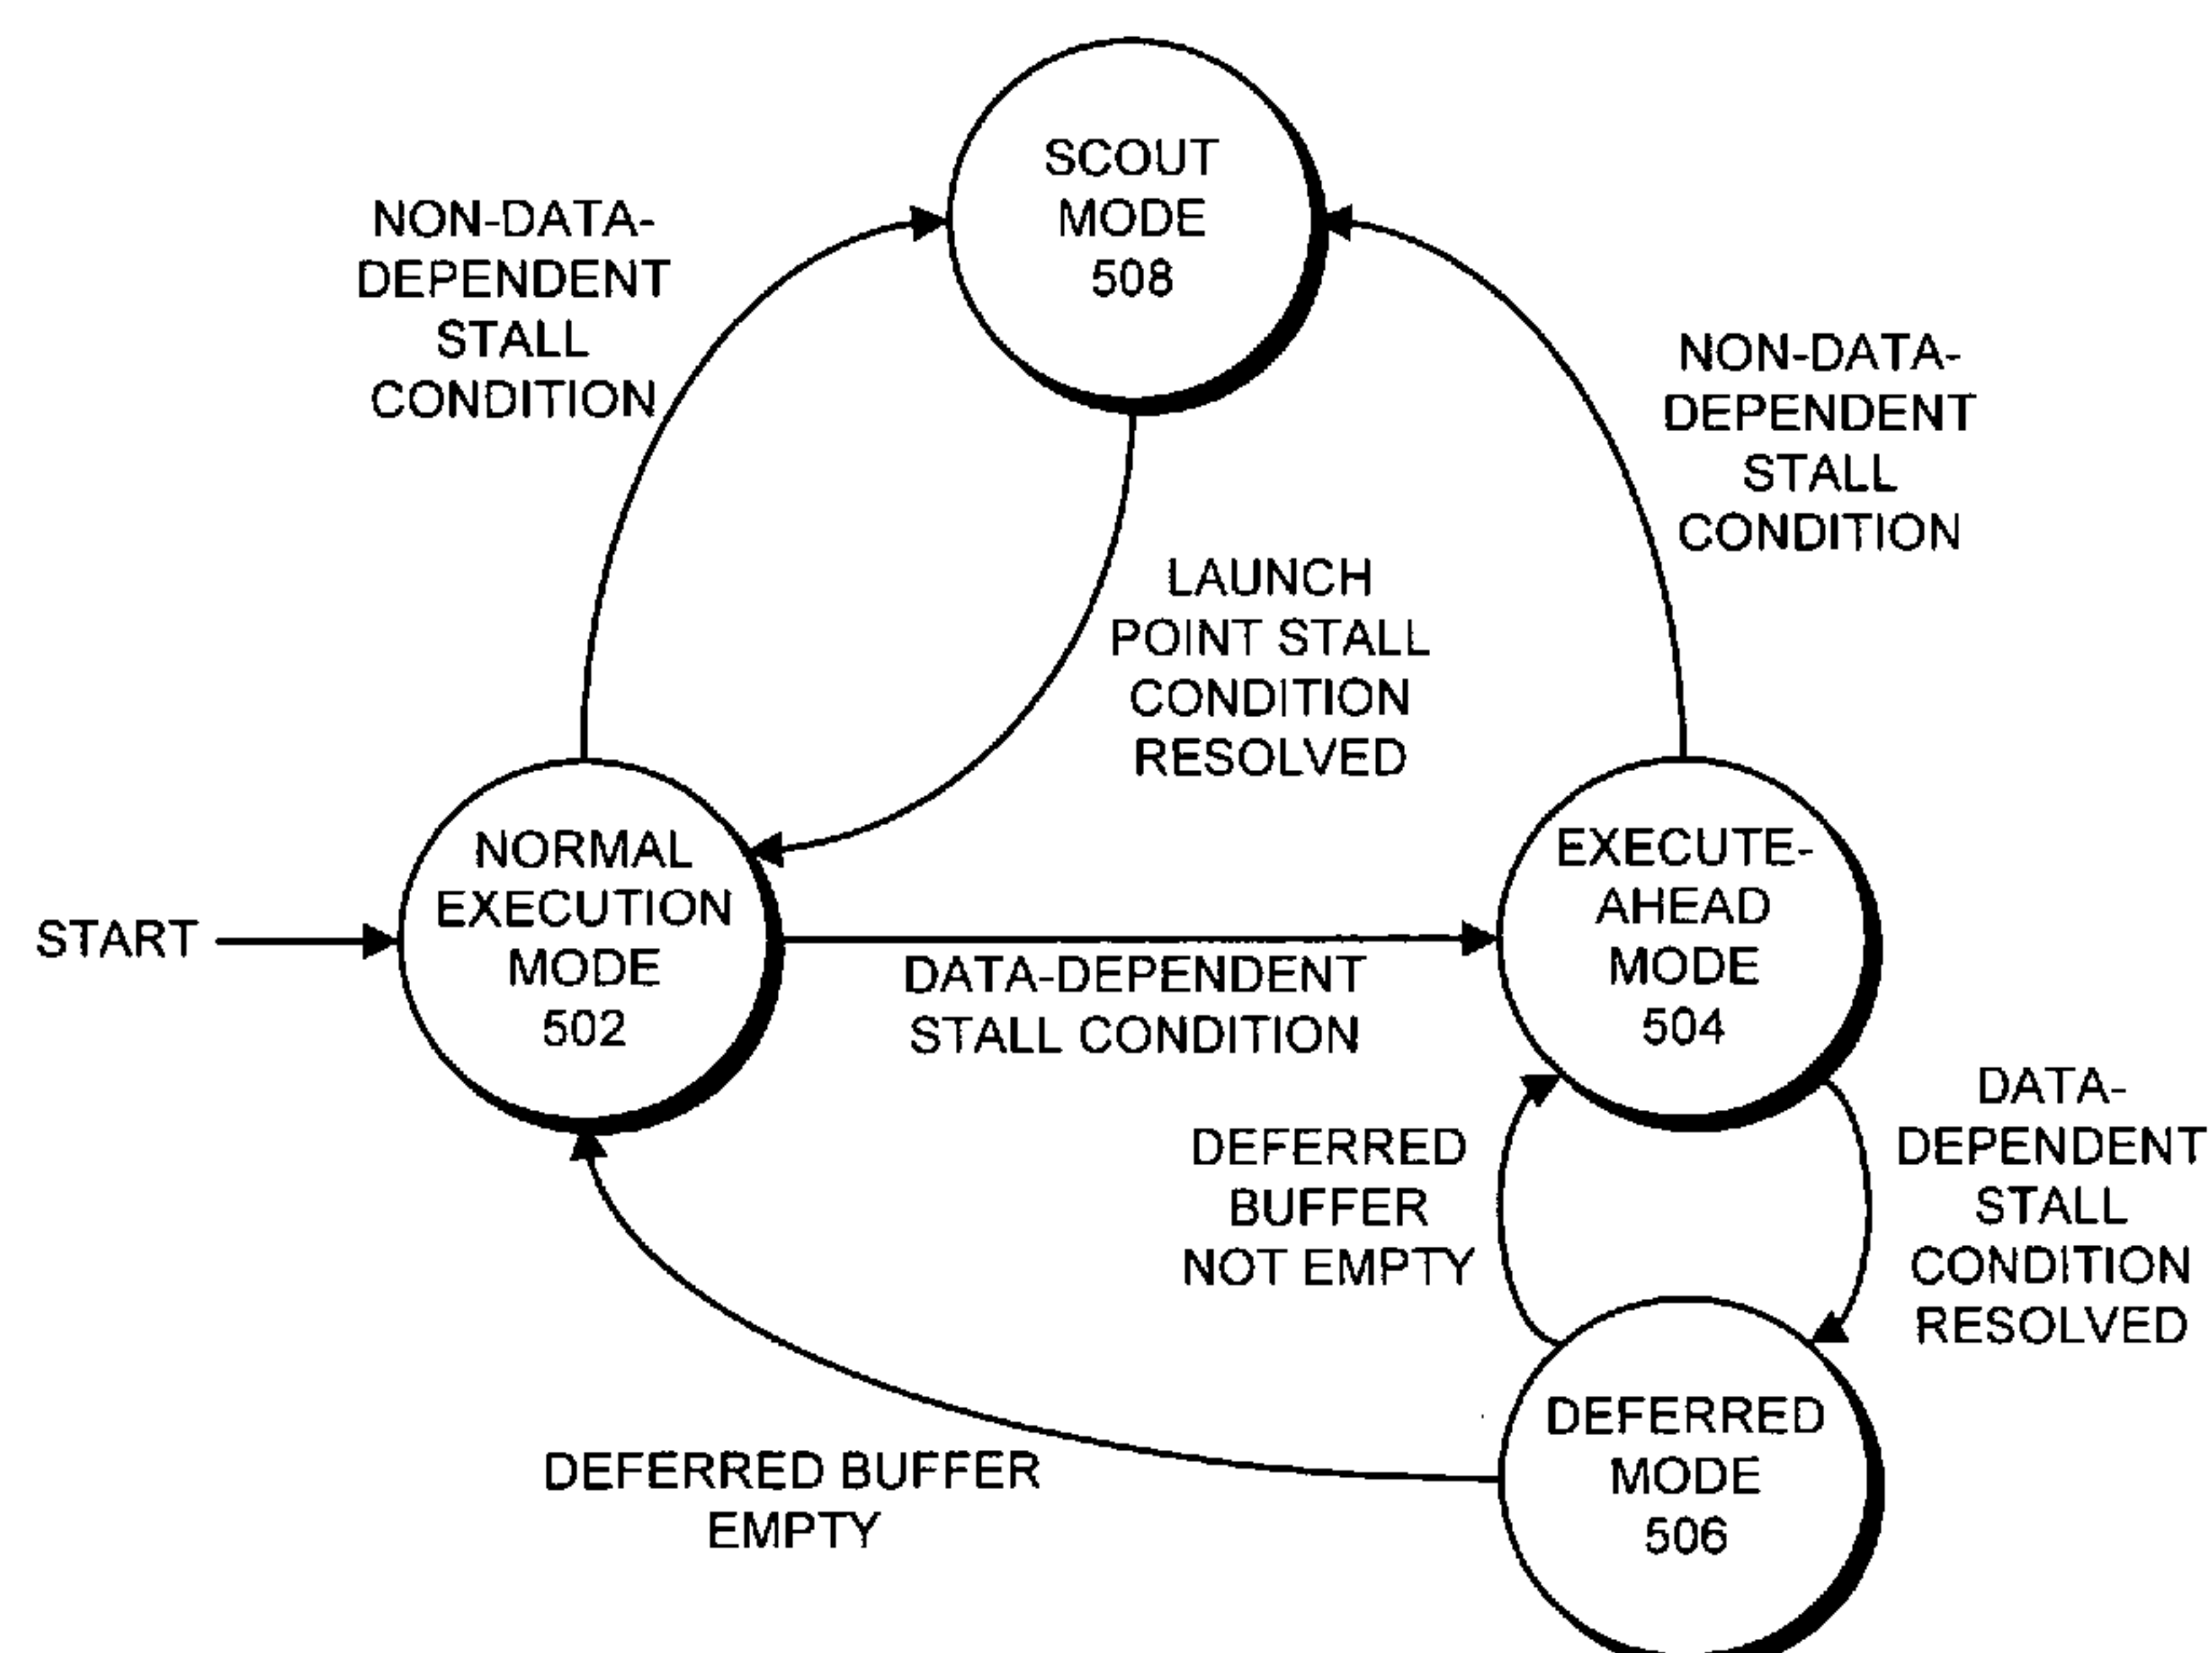 SCOUT
MODE
508
NON-DATA-
DEPENDENT
STALL
CONDITION
NON-DATA-
DEPENDENT
STALL
CONDITION
LAUNCH
POINT STALL
CONDITION
RESOLVED
START
NORMAL
EXECUTION
MODE
502
DATA-DEPENDENT
STALL CONDITION
EXECUTE-
AHEAD
MODE
504
DEFERRED
BUFFER
NOT EMPTY
DATA-
DEPENDENT
STALL
CONDITION
RESOLVED
DEFERRED BUFFER
EMPTY
DEFERRED
MODE
506